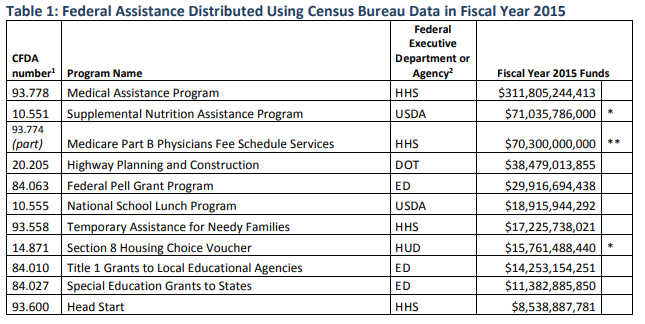 Table 1: Federal Assistance Distributed Using Census Bureau Data in Fiscal Year 2015
CFDA number1 Program Name Federal Executive Department or Agency2 Fiscal Year 2015 Funds
93.778 Medical Assistance Program HHS $311,805,244,413
10.551 Supplemental Nutrition Assistance Program USDA $71,035,786,000 *
93.774 (part) Medicare Part B Physicians Fee Schedule Services HHS $70,300,000,000 **
20.205 Highway Planning and Construction DOT $38,479,013,855
84.063 Federal Pell Grant Program ED $29,916,694,438
10.555 National School Lunch Program USDA $18,915,944,292
93.558 Temporary Assistance for Needy Families HHS $17,225,738,021
14.871 Section 8 Housing Choice Voucher HUD $15,761,488,440 *
84.010 Title 1 Grants to Local Educational Agencies ED $14,253,154,251
84.027 Special Education Grants to States ED $11,382,885,850
93.600 Head Start HHS $8,538,887,781